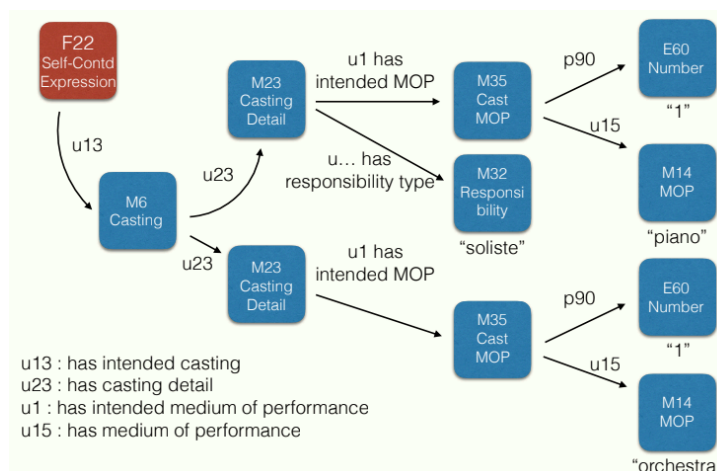 F22
Self-Contd
Expression
u13
M6
Casting
u23
u23
M23
Casting
Detail
u1 has
intended MOP
u... has
responsibility type
M35
Cast
MOP
M32
Responsi
bility
"soliste"
p90
u15
E60
Number
"1"
M14
MOP
"piano"
M23
Casting
Detail
u1 has
intended MOP
M35
Cast
MOP
p90
u15
E60
Number
"1"
M14
MOP
"orchestra
u13 : has intended casting
u23 : has casting detail
u1 : has intended medium of performance
u15 : has medium of performance